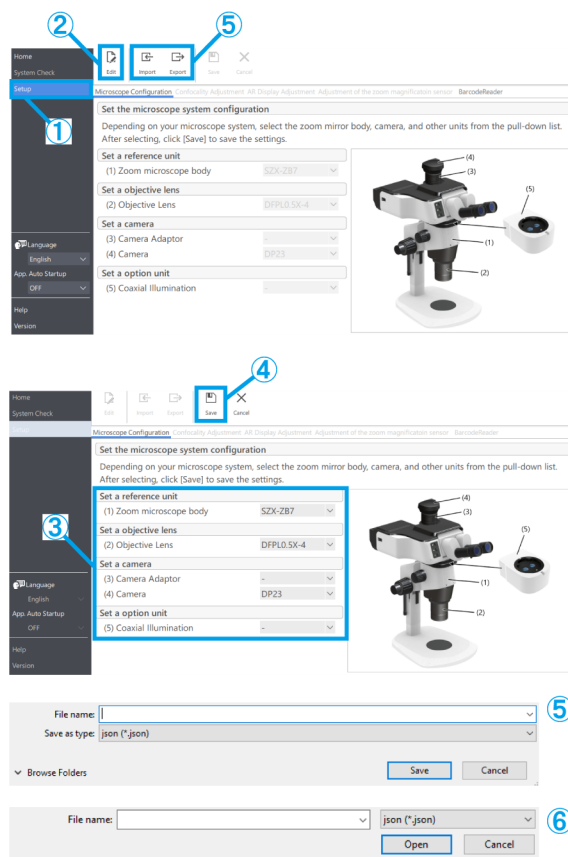 ②
⑤
Home
System Check
Setup
Edit
Import
Export
Save
Cancel
①
Microscope Configuration Confocality Adjustment AR Display Adjustment Adjustment of the zoom magnification sensor BarcodeReader
Set the microscope system configuration
Depending on your microscope system, select the zoom mirror body, camera, and other units from the pull-down list.
After selecting, click [Save] to save the settings.
Set a reference unit
(1) Zoom microscope body SZX-ZB7
Set a objective lens
(2) Objective Lens DFPL0.5X-4
Set a camera
(3) Camera Adaptor -
(4) Camera DP23
Set a option unit
(5) Coaxial Illumination -
(4)
(3)
(5)
(1)
(2)
Language
English
App. Auto Startup
OFF
Help
Version
④
Home
System Check
Setup
Edit
Import
Export
Save
Cancel
Microscope Configuration Confocality Adjustment AR Display Adjustment Adjustment of the zoom magnification sensor BarcodeReader
Set the microscope system configuration
Depending on your microscope system, select the zoom mirror body, camera, and other units from the pull-down list.
After selecting, click [Save] to save the settings.
③
Set a reference unit
(1) Zoom microscope body SZX-ZB7
Set a objective lens
(2) Objective Lens DFPL0.5X-4
Set a camera
(3) Camera Adaptor -
(4) Camera DP23
Set a option unit
(5) Coaxial Illumination -
(4)
(3)
(5)
(1)
(2)
Language
English
App. Auto Startup
OFF
Help
Version
⑤
File name:
Save as type: json (*.json)
Browse Folders
Save
Cancel
⑥
File name:
json (*.json)
Open
Cancel